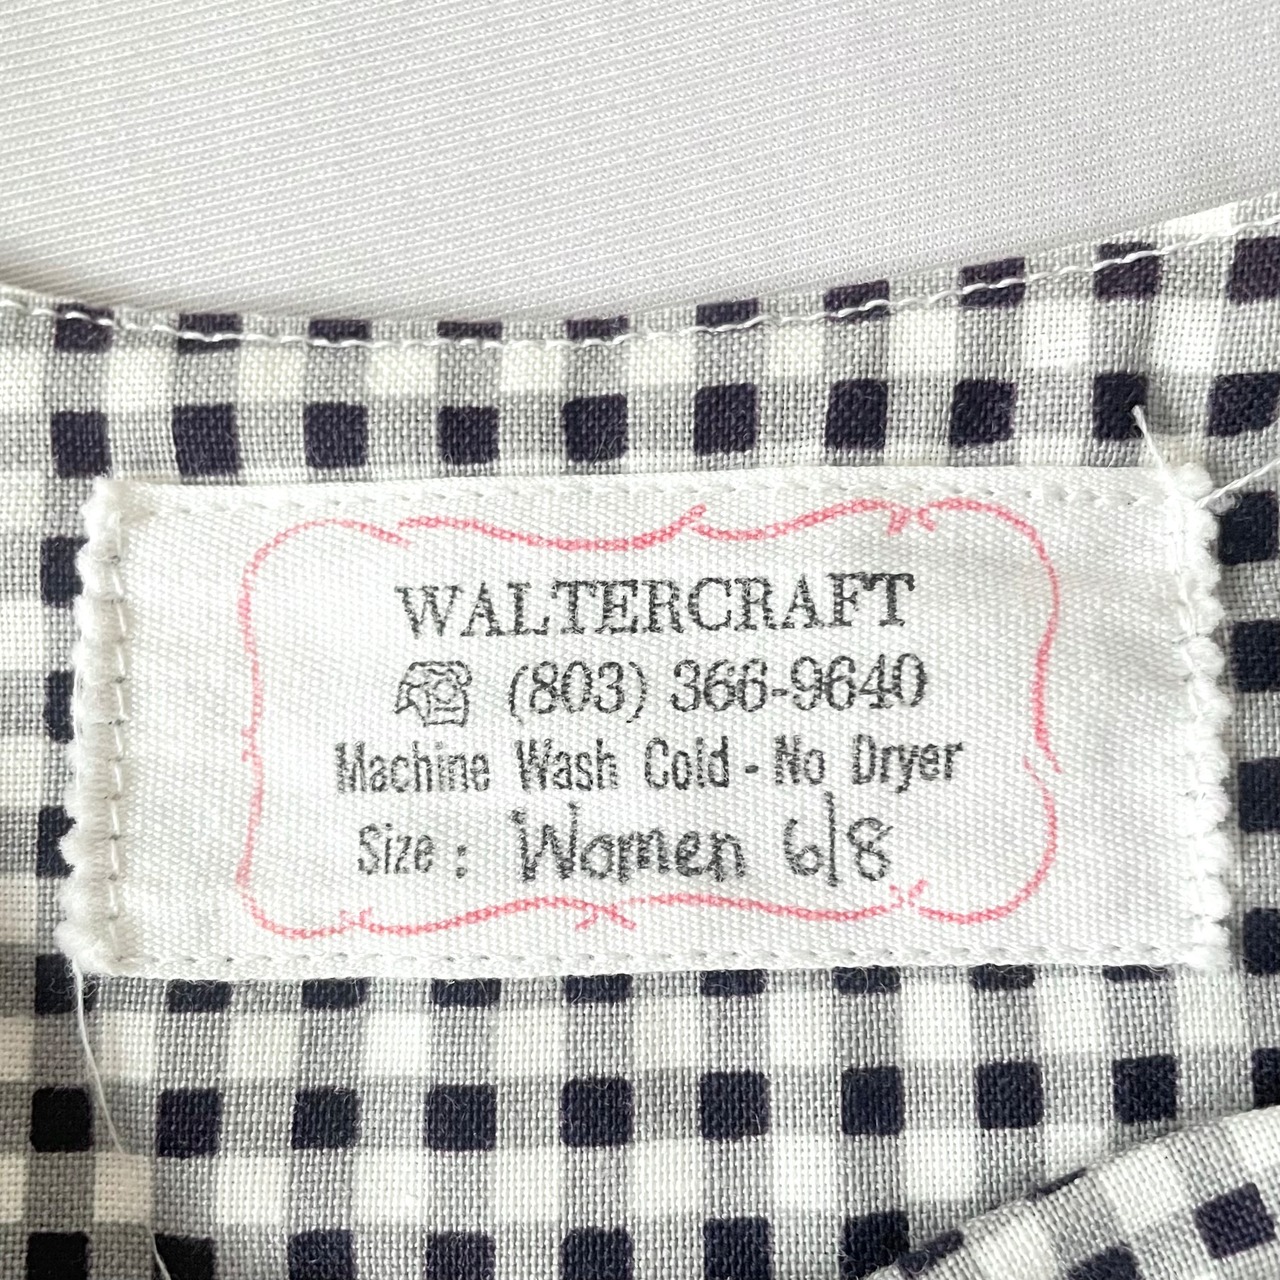 WALTERCRAFT
☎ (803) 366-9640
Machine Wash Cold - No Dryer
Size: Women 6/8